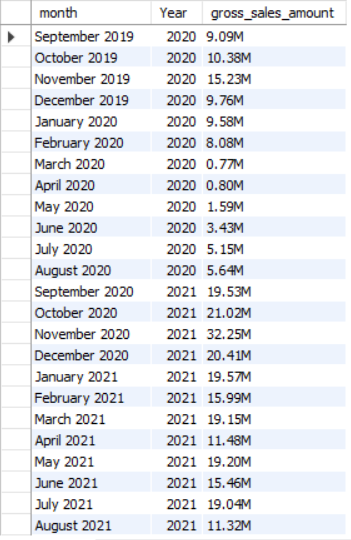 month Year gross_sales_amount
September 2019 2020 9.09M
October 2019 2020 10.38M
November 2019 2020 15.23M
December 2019 2020 9.76M
January 2020 2020 9.58M
February 2020 2020 8.08M
March 2020 2020 0.77M
April 2020 2020 0.80M
May 2020 2020 1.59M
June 2020 2020 3.43M
July 2020 2020 5.15M
August 2020 2020 5.64M
September 2020 2021 19.53M
October 2020 2021 21.02M
November 2020 2021 32.25M
December 2020 2021 20.41M
January 2021 2021 19.57M
February 2021 2021 15.99M
March 2021 2021 19.15M
April 2021 2021 11.48M
May 2021 2021 19.20M
June 2021 2021 15.46M
July 2021 2021 19.04M
August 2021 2021 11.32M